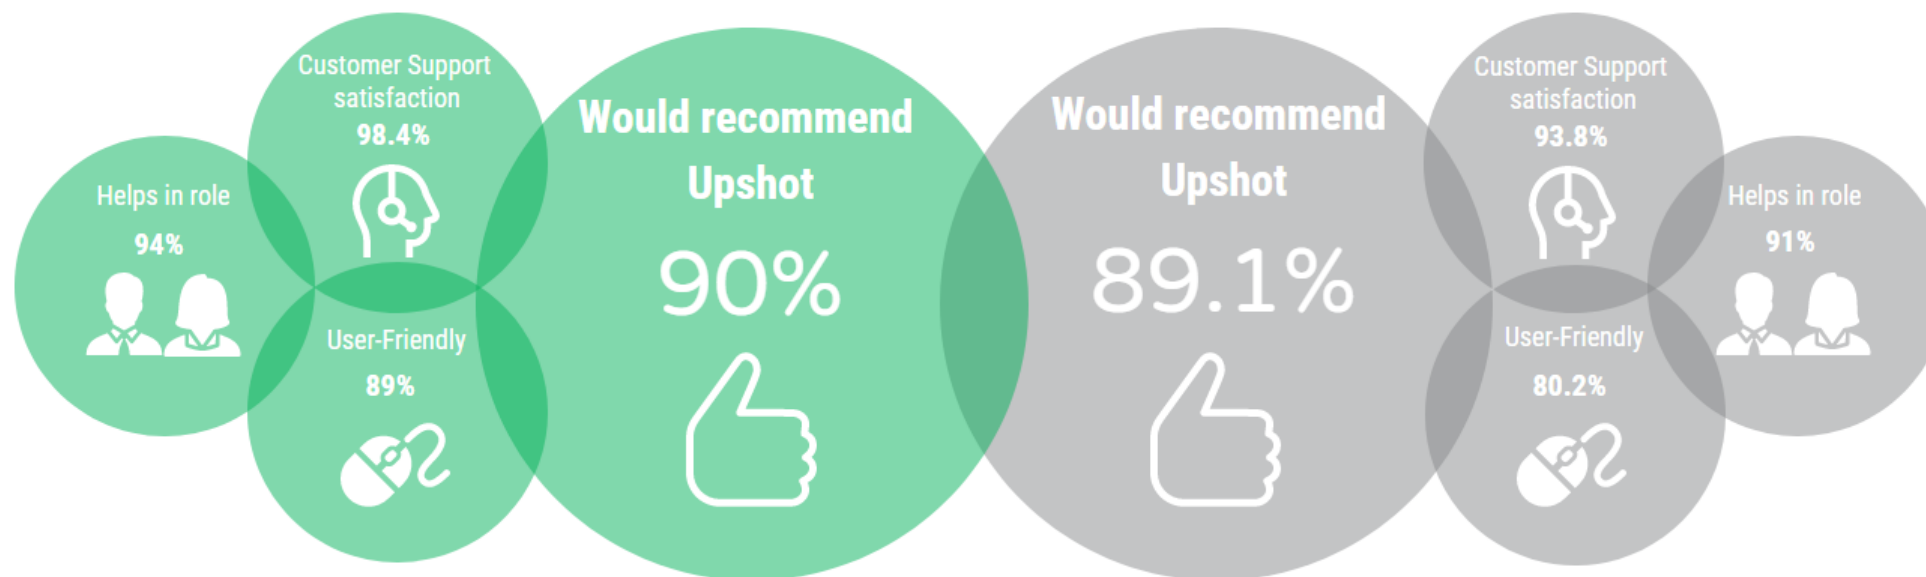 Helps in role
94%
Customer Support
satisfaction
98.4%
User-Friendly
89%
Would recommend
Upshot
90%
Would recommend
Upshot
89.1%
Customer Support
satisfaction
93.8%
User-Friendly
80.2%
Helps in role
91%